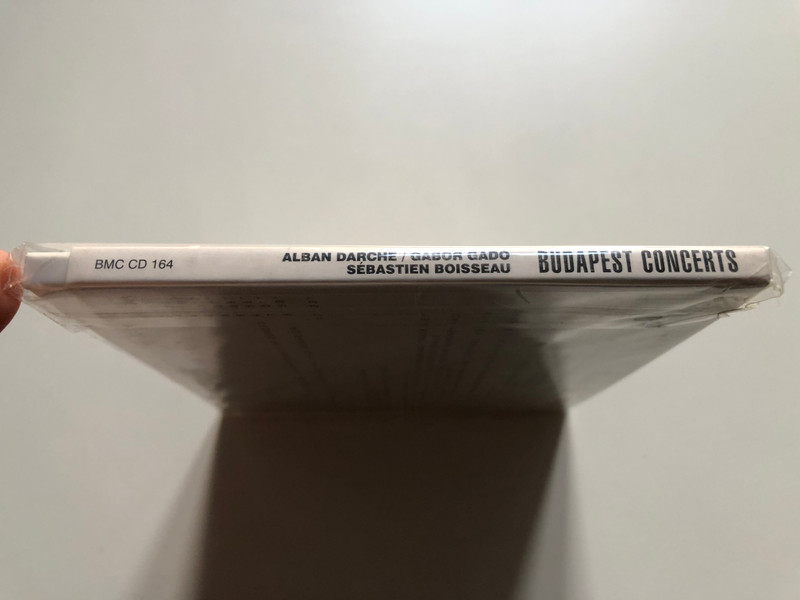 BMC CD 164
ALBAN DARCHE / GÁBOR GADÓ
SÉBASTIEN BOISSEAU
BUDAPEST CONCERTS